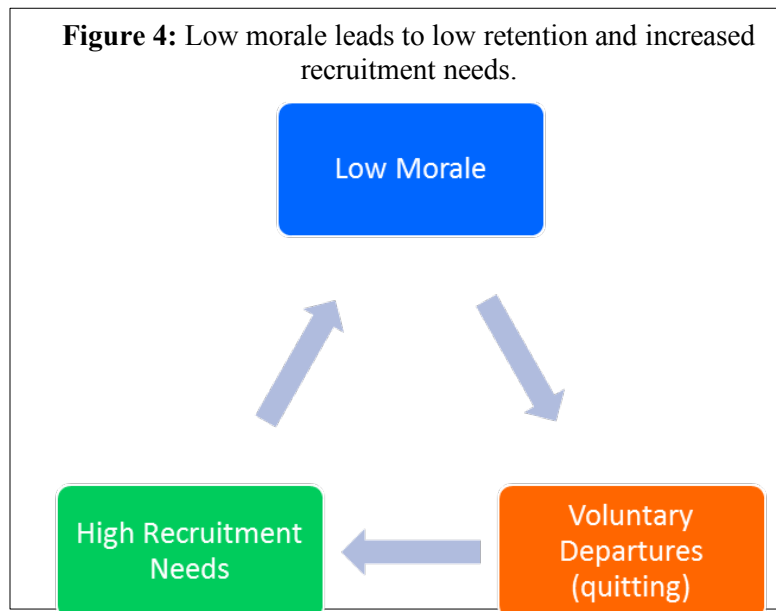 Figure 4: Low morale leads to low retention and increased
recruitment needs.
Low Morale
High Recruitment
Needs
Voluntary
Departures
(quitting)